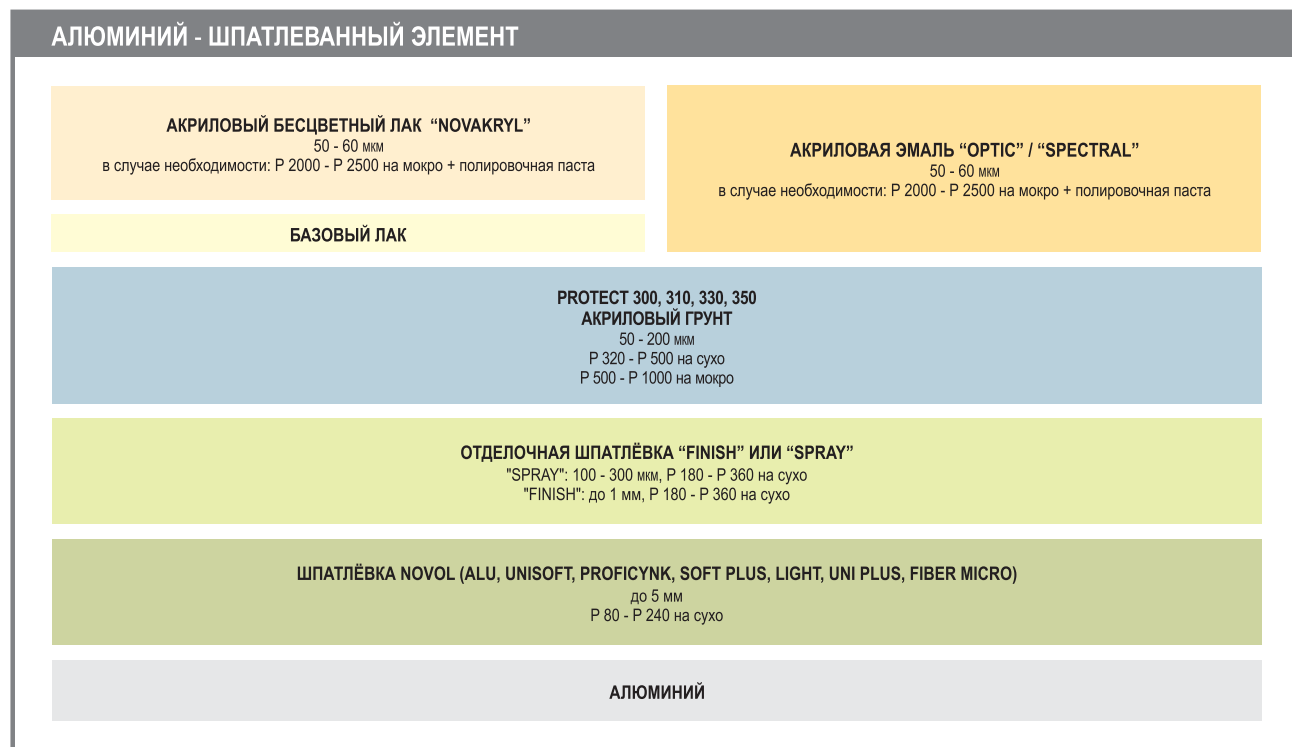 АЛЮМИНИЙ - ШПАТЛЕВАННЫЙ ЭЛЕМЕНТ
АКРИЛОВЫЙ БЕСЦВЕТНЫЙ ЛАК “NOVAKRYL”
50 - 60 мкм
в случае необходимости: P 2000 - P 2500 на мокро + полировочная паста
БАЗОВЫЙ ЛАК
АКРИЛОВАЯ ЭМАЛЬ “OPTIC” / “SPECTRAL”
50 - 60 мкм
в случае необходимости: P 2000 - P 2500 на мокро + полировочная паста
PROTECT 300, 310, 330, 350
АКРИЛОВЫЙ ГРУНТ
50 - 200 мкм
P 320 - P 500 на сухо
P 500 - P 1000 на мокро
ОТДЕЛОЧНАЯ ШПАТЛЁВКА “FINISH” ИЛИ “SPRAY”
"SPRAY": 100 - 300 мкм, P 180 - P 360 на сухо
"FINISH": до 1 мм, P 180 - P 360 на сухо
ШПАТЛЁВКА NOVOL (ALU, UNISOFT, PROFICYNK, SOFT PLUS, LIGHT, UNI PLUS, FIBER MICRO)
до 5 мм
P 80 - P 240 на сухо
АЛЮМИНИЙ